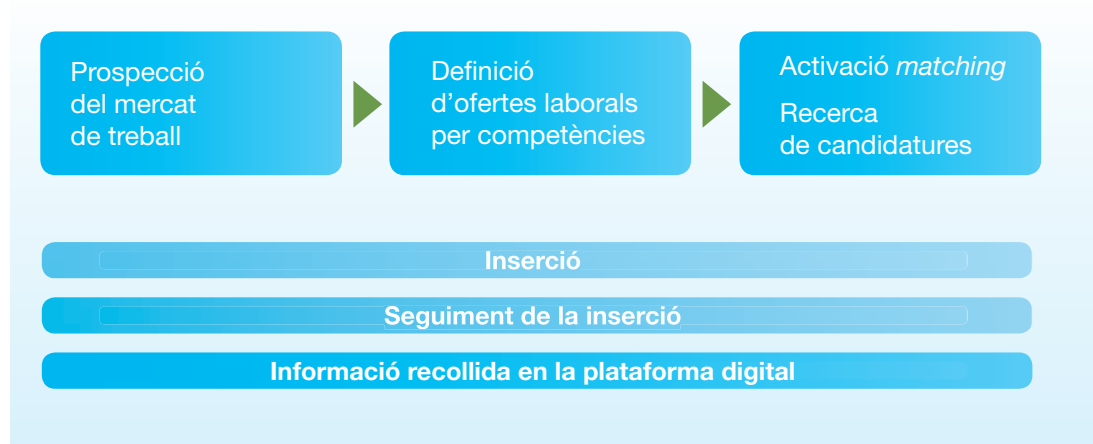 Prospecció
del mercat
de treball
Definició
d'ofertes laborals
per competències
Activació matching
Recerca
de candidatures
Inserció
Seguiment de la inserció
Informació recollida en la plataforma digital